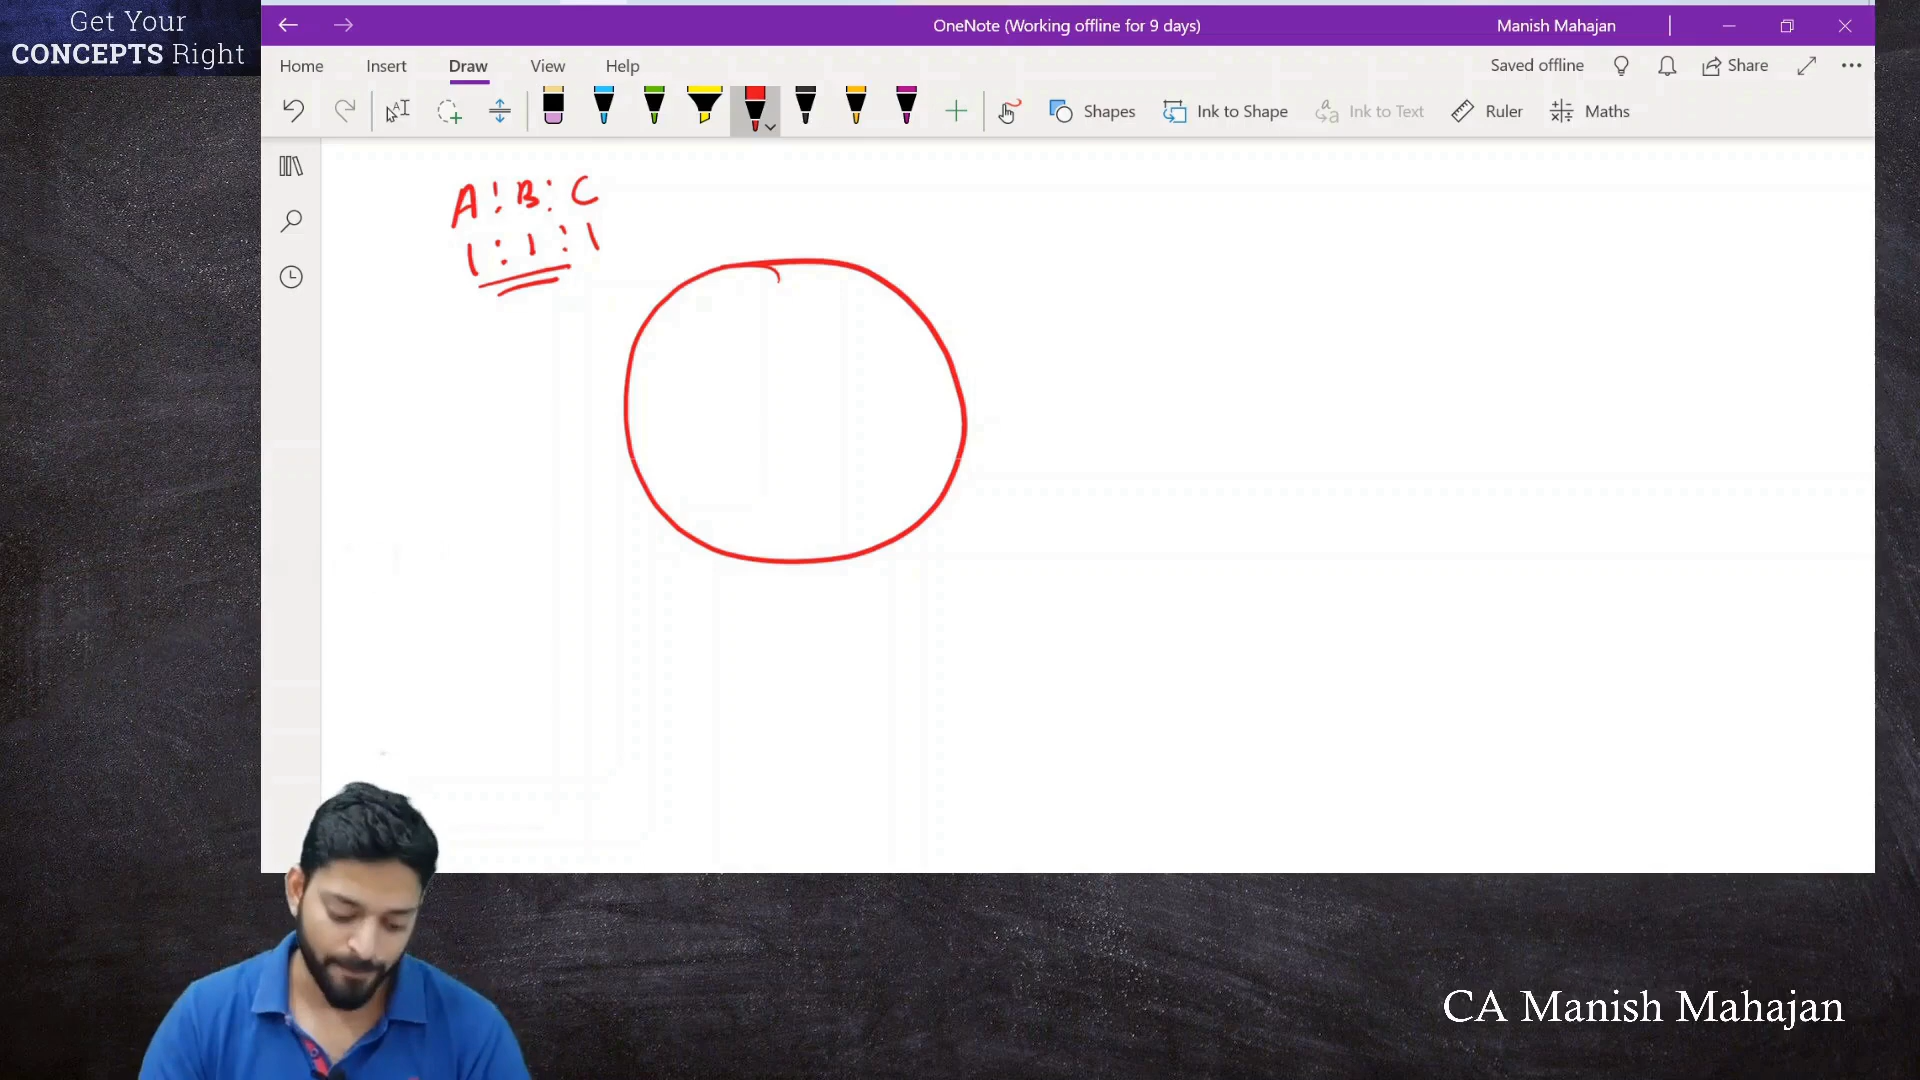 Get Your
CONCEPTS Right
OneNote (Working offline for 9 days)
Manish Mahajan
Home Insert Draw View Help
Saved offline
Share
Shapes
Ink to Shape
Ink to Text
Ruler
Maths
A : B : C
1 : 1 : 1
CA Manish Mahajan